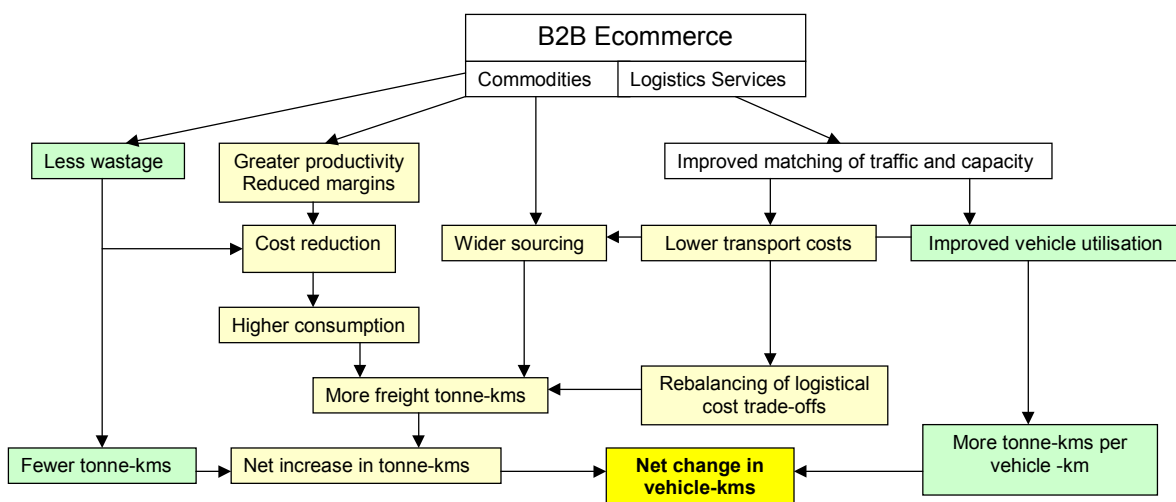 B2B Ecommerce
Commodities
Logistics Services
Less wastage
Greater productivity
Reduced margins
Improved matching of traffic and capacity
Cost reduction
Wider sourcing
Lower transport costs
Improved vehicle utilisation
Higher consumption
More freight tonne-kms
Rebalancing of logistical
cost trade-offs
Fewer tonne-kms
Net increase in tonne-kms
Net change in
vehicle-kms
More tonne-kms per
vehicle -km